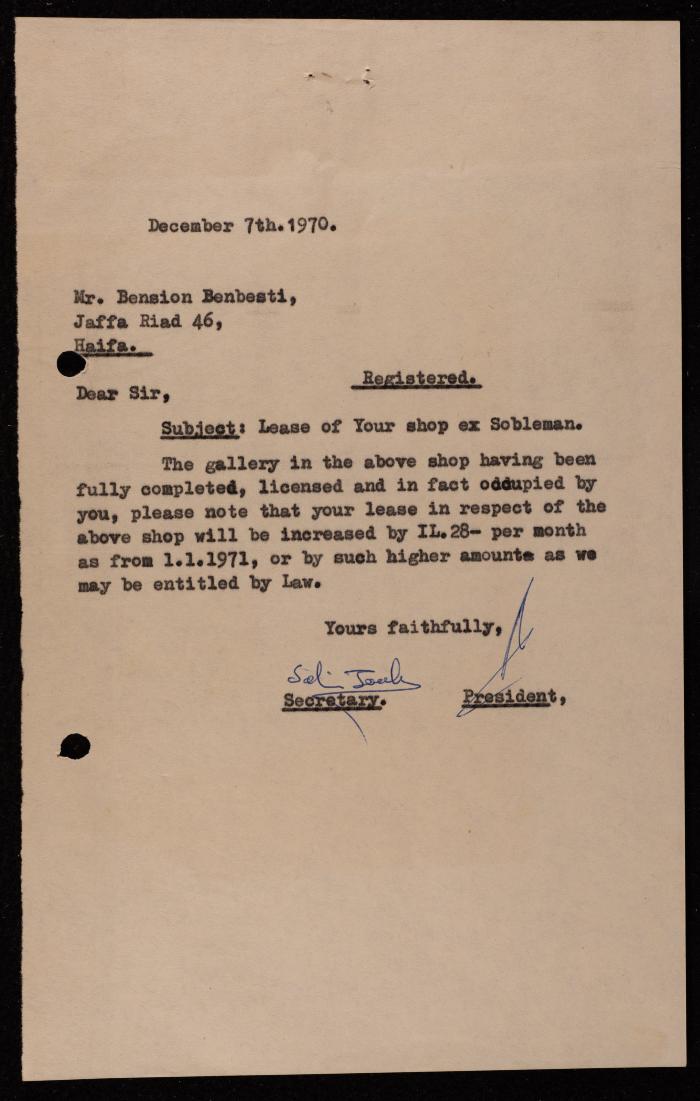 December 7th.1970.
Mr. Bension Benbesti,
Jaffa Riad 46,
Haifa.
Registered.
Dear Sir,
Subject: Lease of Your shop ex Sobleman.
The gallery in the above shop having been
fully completed, licensed and in fact oddupied by
you, please note that your lease in respect of the
above shop will be increased by IL.28- per month
as from 1.1.1971, or by such higher amounts as we
may be entitled by Law.
Yours faithfully,
Secretary. President,